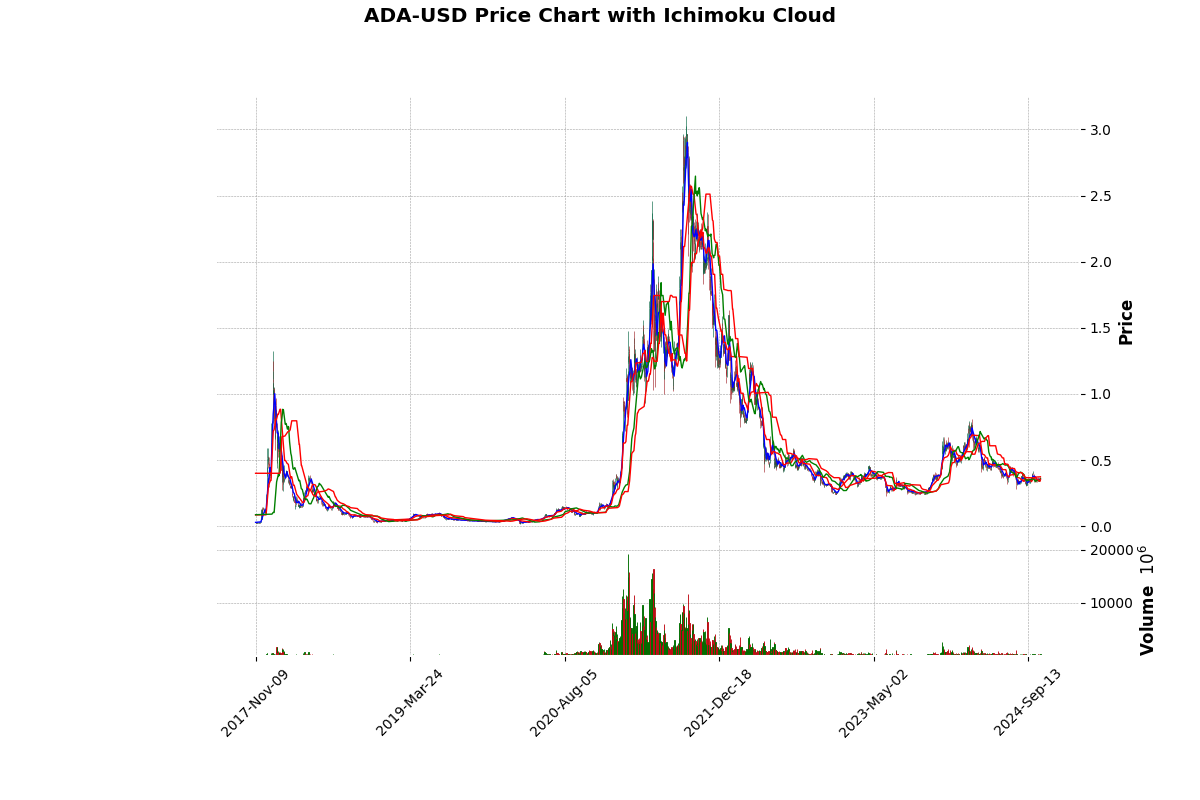 ADA-USD Price Chart with Ichimoku Cloud
3.0
2.5
2.0
1.5
1.0
0.5
0.0
Price
20000
10000
Volume 10^6
2017-Nov-09
2019-Mar-24
2020-Aug-05
2021-Dec-18
2023-May-02
2024-Sep-13